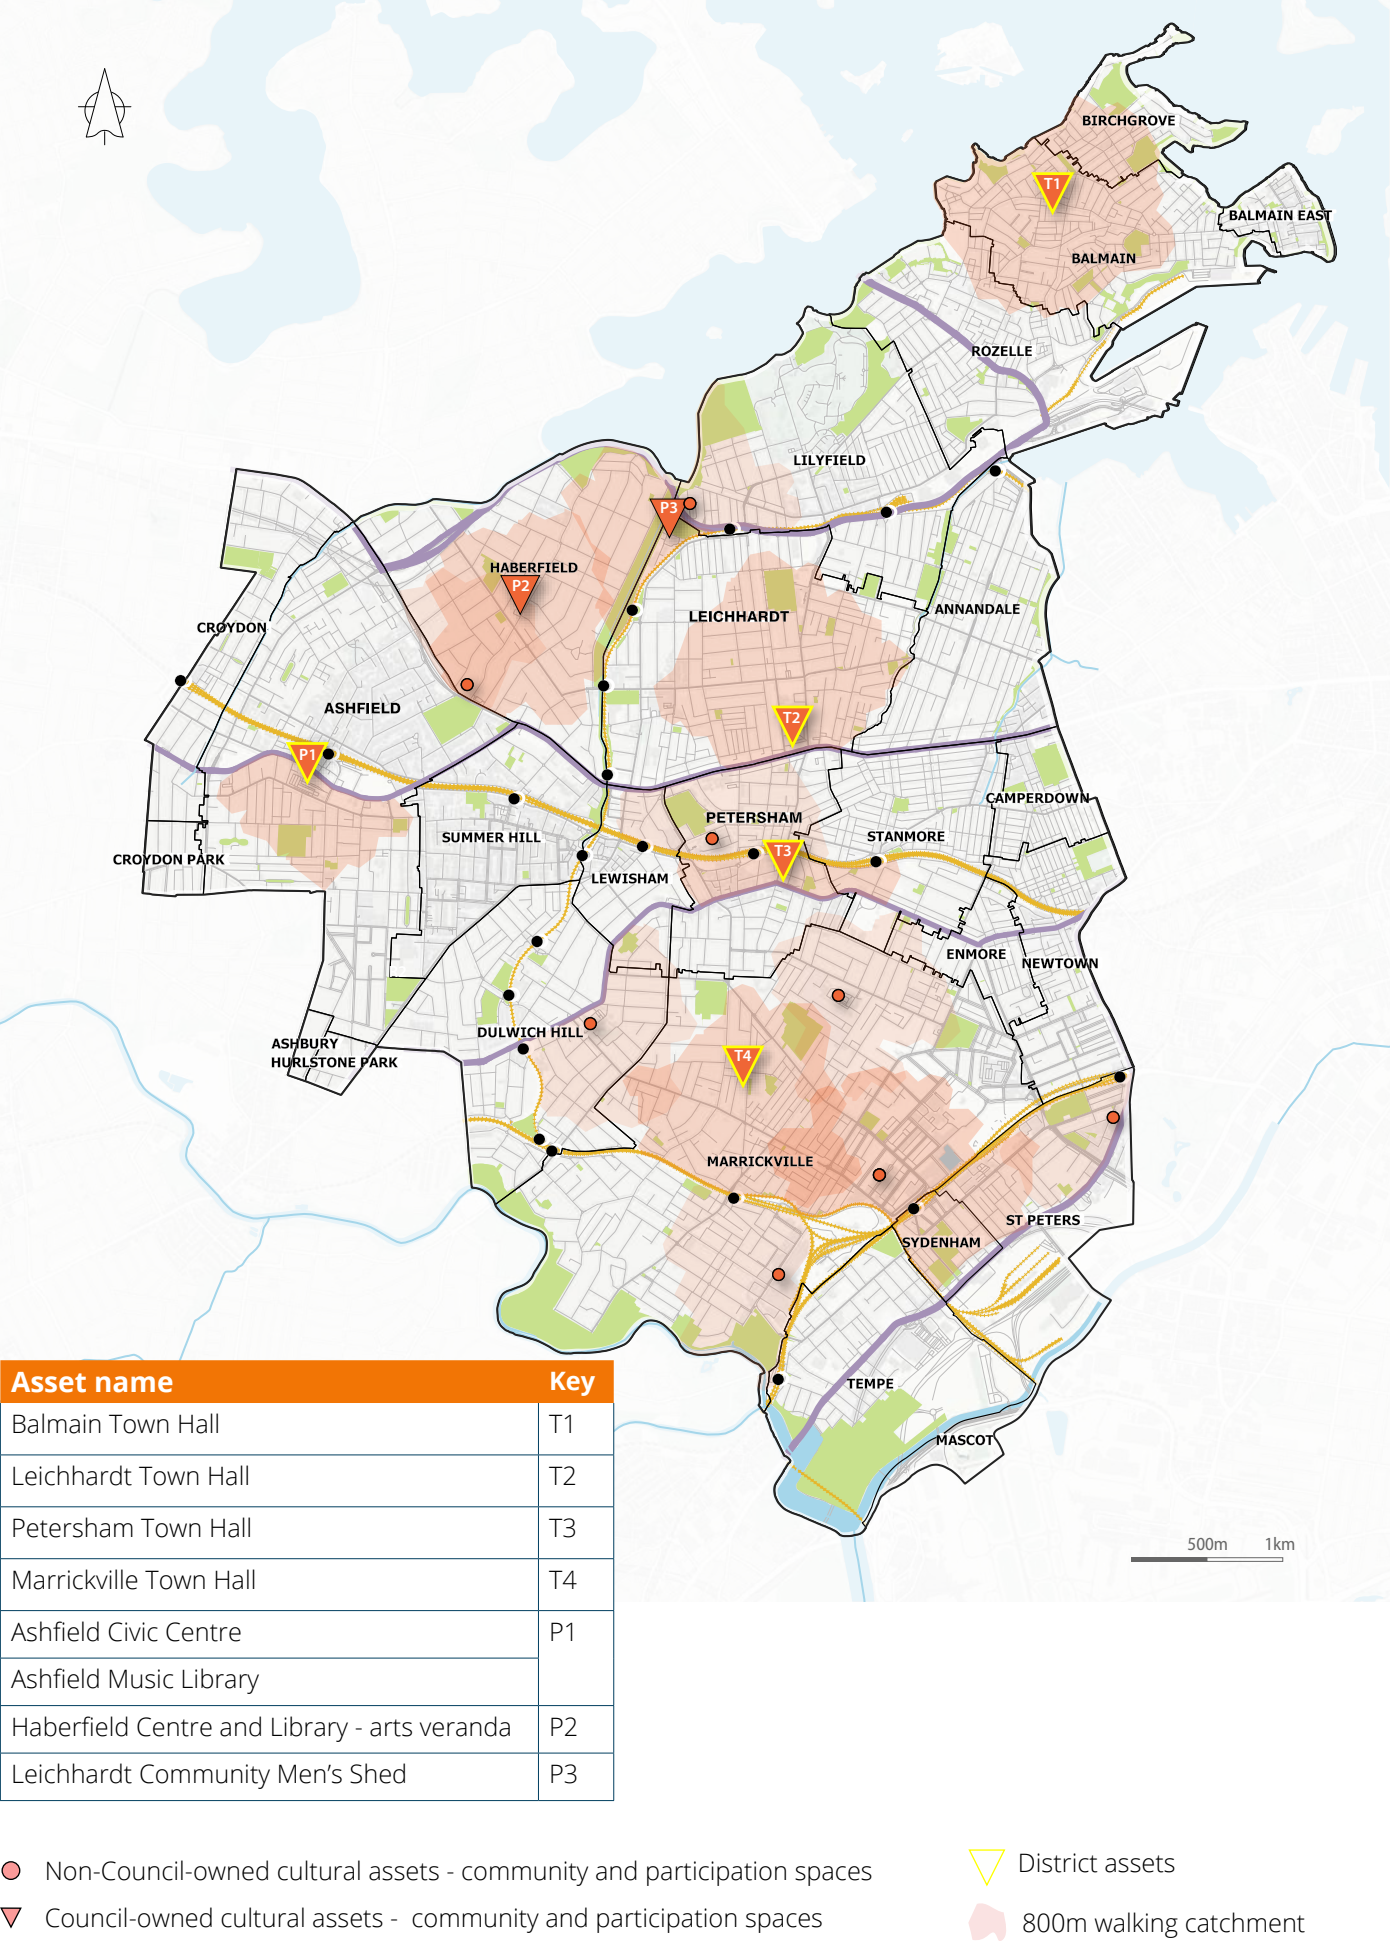 BIRCHGROVE
T1
BALMAIN EAST
BALMAIN
ROZELLE
LILYFIELD
P3
HABERFIELD
P2
LEICHHARDT
ANNANDALE
CROYDON
ASHFIELD
T2
P1
CAMPERDOWN
PETERSHAM
SUMMER HILL
STANMORE
T3
CROYDON PARK
LEWISHAM
ENMORE
NEWTOWN
DULWICH HILL
ASHBURY
HURLSTONE PARK
T4
MARRICKVILLE
ST PETERS
SYDENHAM
TEMPE
MASCOT
500m 1km
Asset name Key
Balmain Town Hall T1
Leichhardt Town Hall T2
Petersham Town Hall T3
Marrickville Town Hall T4
Ashfield Civic Centre P1
Ashfield Music Library
Haberfield Centre and Library - arts veranda P2
Leichhardt Community Men’s Shed P3
Non-Council-owned cultural assets - community and participation spaces
Council-owned cultural assets - community and participation spaces
District assets
800m walking catchment